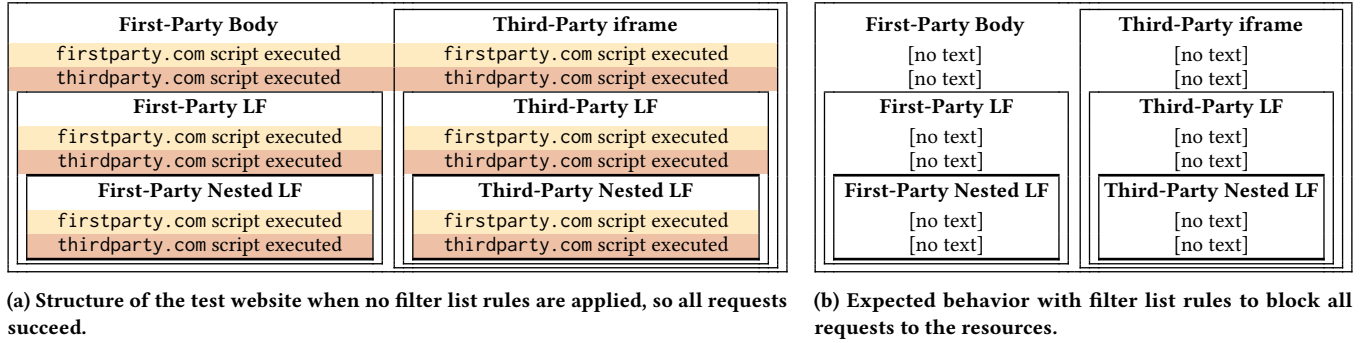 First-Party Body
firstparty.com script executed
thirdparty.com script executed
First-Party LF
firstparty.com script executed
thirdparty.com script executed
First-Party Nested LF
firstparty.com script executed
thirdparty.com script executed
Third-Party iframe
firstparty.com script executed
thirdparty.com script executed
Third-Party LF
firstparty.com script executed
thirdparty.com script executed
Third-Party Nested LF
firstparty.com script executed
thirdparty.com script executed
(a) Structure of the test website when no filter list rules are applied, so all requests
succeed.
First-Party Body
[no text]
[no text]
First-Party LF
[no text]
[no text]
First-Party Nested LF
[no text]
[no text]
Third-Party iframe
[no text]
[no text]
Third-Party LF
[no text]
[no text]
Third-Party Nested LF
[no text]
[no text]
(b) Expected behavior with filter list rules to block all
requests to the resources.